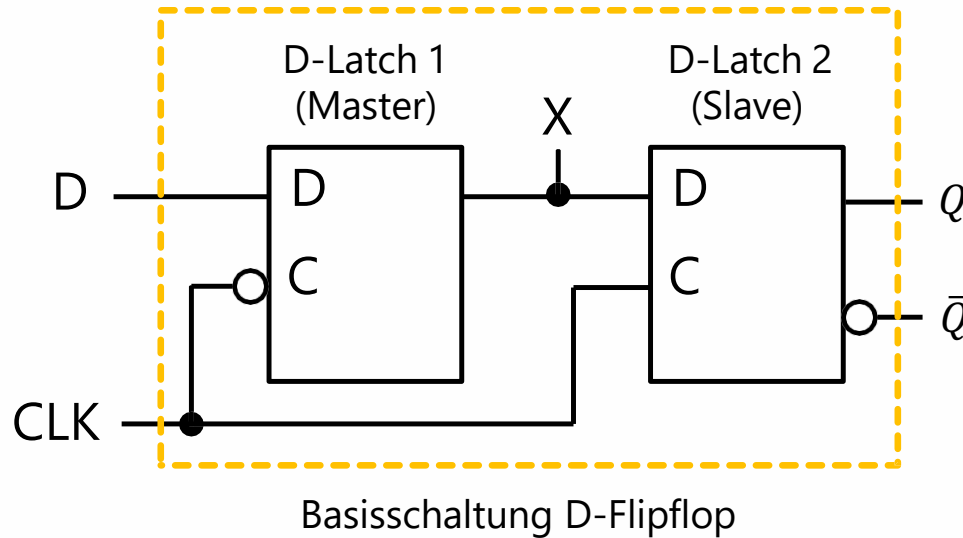 D-Latch 1
(Master)
D-Latch 2
(Slave)
X
D
D
D
Q
C
C
Q̅
CLK
Basisschaltung D-Flipflop